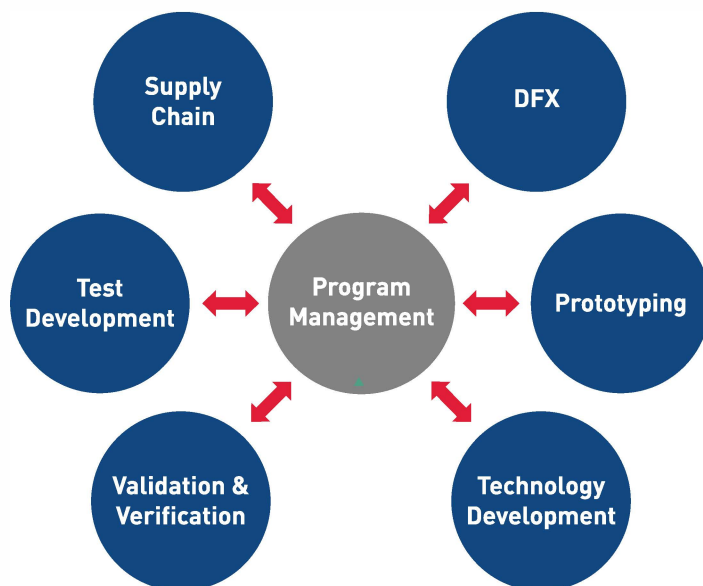 Supply
Chain
DFX
Test
Development
Program
Management
Prototyping
Validation &
Verification
Technology
Development